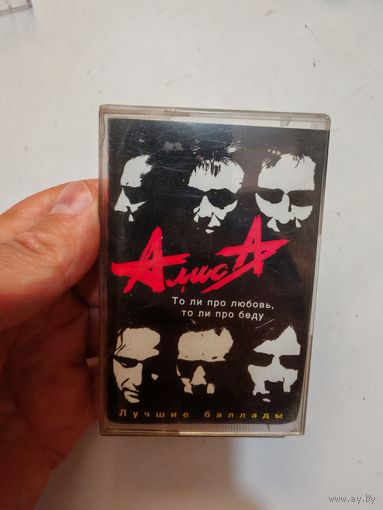 АлисА
То ли про любовь,
то ли про беду
Лучшие баллады
www.ay.by